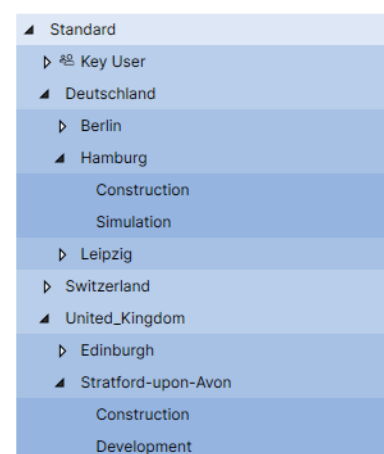 Standard
Key User
Deutschland
Berlin
Hamburg
Construction
Simulation
Leipzig
Switzerland
United_Kingdom
Edinburgh
Stratford-upon-Avon
Construction
Development